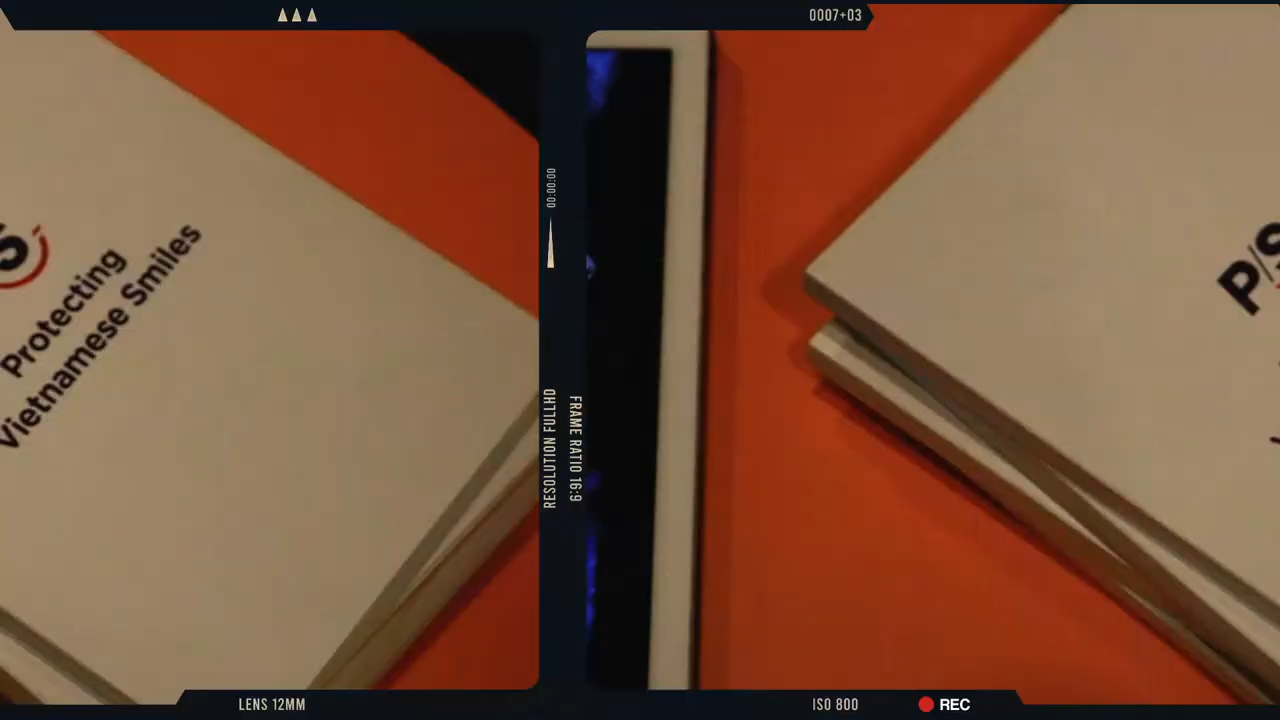 0007+03
S
Protecting
Vietnamese Smiles
00:00:00
RESOLUTION FULLHD
FRAME RATIO 16:9
P/S
LENS 12MM
ISO 800
REC